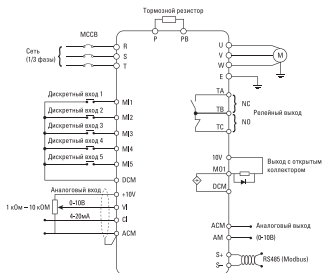 Тормозной резистор
P PB
MCCB
Сеть
(1/3 фазы)
R
S
T
U
V
W
E
M
Дискретный вход 1
MI1
Дискретный вход 2
MI2
Дискретный вход 3
MI3
Дискретный вход 4
MI4
Дискретный вход 5
MI5
DCM
TA
TB
TC
NC
NO
Релейный выход
Аналоговый вход
+10V
1 кОм – 10 кОМ
0-10В
VI
4-20мА
CI
ACM
10V
MO1
DCM
Выход с открытым
коллектором
ACM
Аналоговый выход
AM
(0-10В)
S+
S-
RS485 (Modbus)